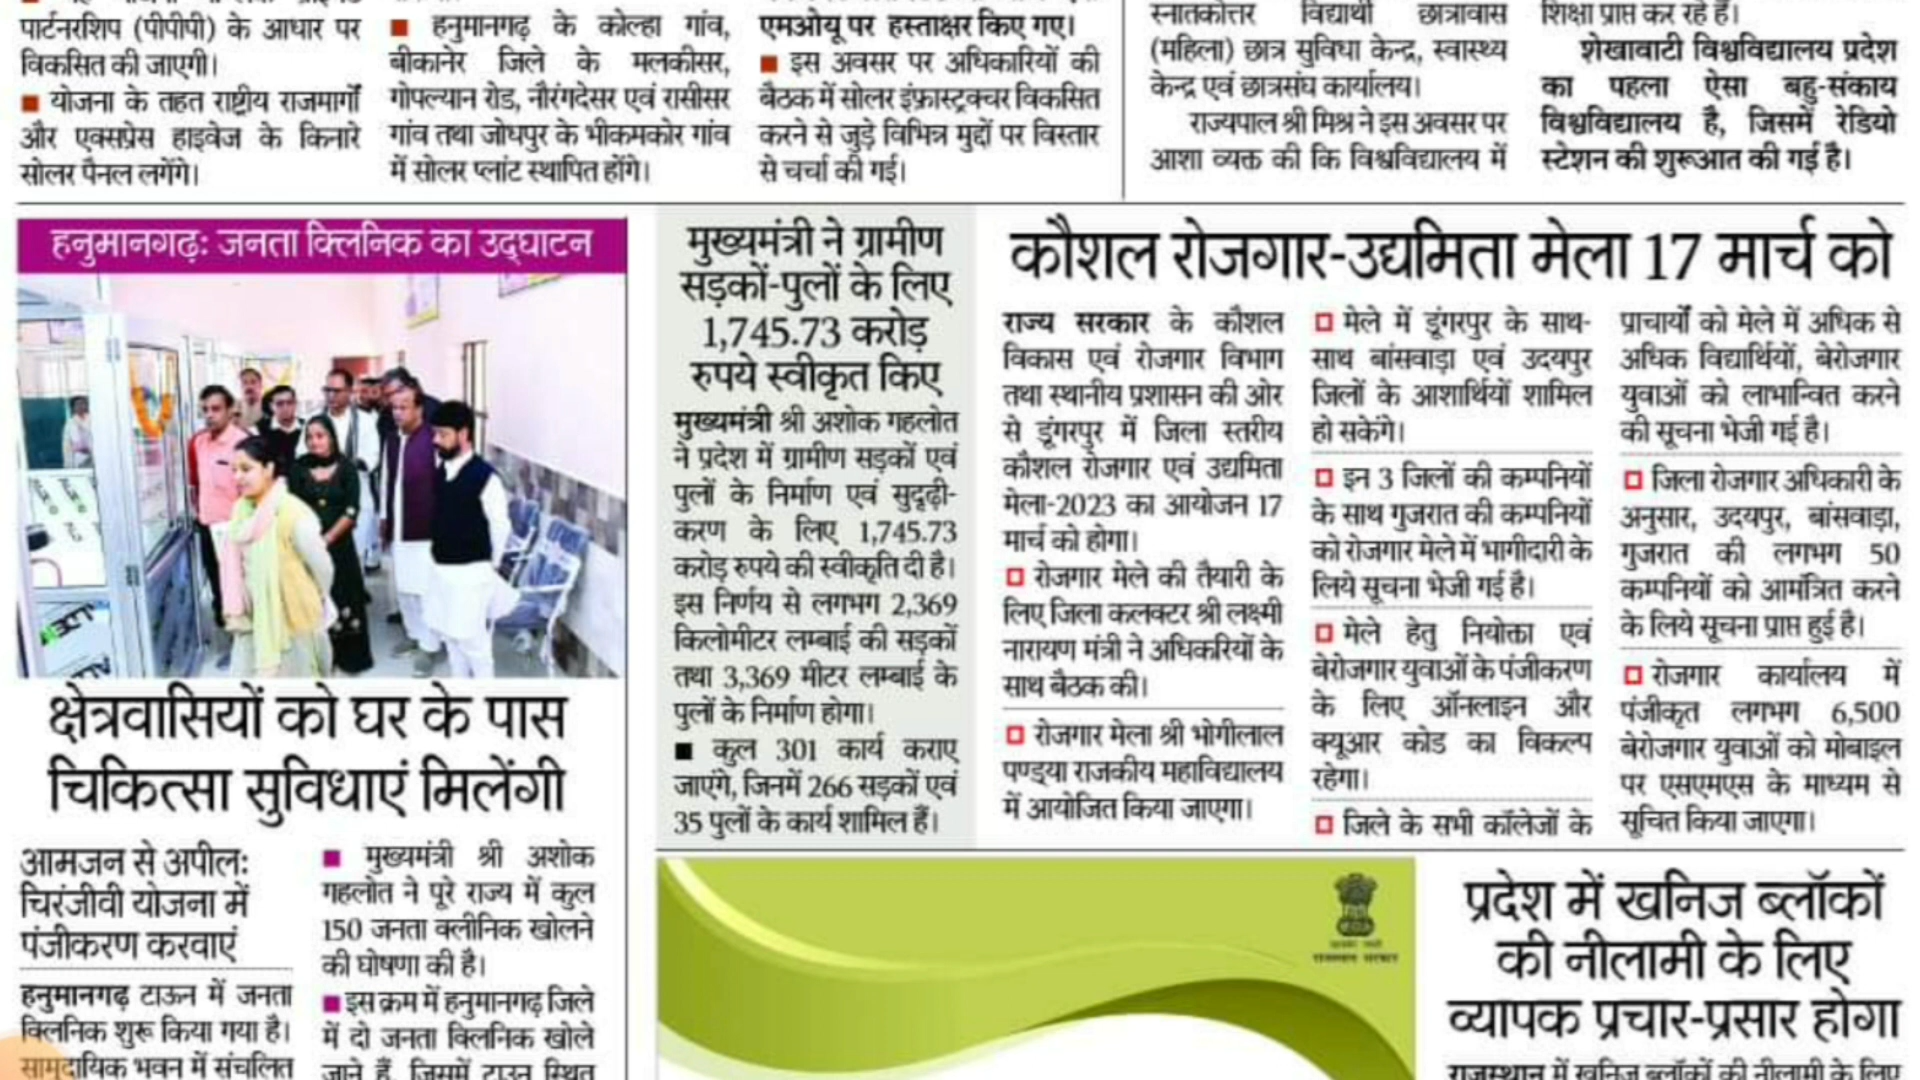 पार्टनरशिप (पीपीपी) के आधार पर
विकसित की जाएगी।
■ योजना के तहत राष्ट्रीय राजमार्गों
और एक्सप्रेस हाइवेज के किनारे
सोलर पैनल लगेंगे।
■ हनुमानगढ़ के कोल्हा गांव,
बीकानेर जिले के मलकीसर,
गोपल्यान रोड, नौरंगदेसर एवं रासीसर
गांव तथा जोधपुर के भीकमकोर गांव
में सोलर प्लांट स्थापित होंगे।
एमओयू पर हस्ताक्षर किए गए।
■ इस अवसर पर अधिकारियों की
बैठक में सोलर इंफ्रास्ट्रक्चर विकसित
करने से जुड़े विभिन्न मुद्दों पर विस्तार
से चर्चा की गई।
स्नातकोत्तर विद्यार्थी छात्रावास
(महिला) छात्र सुविधा केन्द्र, स्वास्थ्य
केन्द्र एवं छात्रसंघ कार्यालय।
राज्यपाल श्री मिश्र ने इस अवसर पर
आशा व्यक्त की कि विश्वविद्यालय में
शिक्षा प्राप्त कर रहे हैं।
शेखावाटी विश्वविद्यालय प्रदेश
का पहला ऐसा बहु-संकाय
विश्वविद्यालय है, जिसमें रेडियो
स्टेशन की शुरूआत की गई है।
हनुमानगढ़: जनता क्लिनिक का उद्घाटन
क्षेत्रवासियों को घर के पास
चिकित्सा सुविधाएं मिलेंगी
आमजन से अपील:
चिरंजीवी योजना में
पंजीकरण करवाएं
हनुमानगढ़ टाऊन में जनता
क्लिनिक शुरू किया गया है।
सामुदायिक भवन में संचलित
■ मुख्यमंत्री श्री अशोक
गहलोत ने पूरे राज्य में कुल
150 जनता क्लीनिक खोलने
की घोषणा की है।
■ इस क्रम में हनुमानगढ़ जिले
में दो जनता क्लिनिक खोले
जाने हैं, जिसमें टाउन स्थित
मुख्यमंत्री ने ग्रामीण
सड़कों-पुलों के लिए
1,745.73 करोड़
रुपये स्वीकृत किए
मुख्यमंत्री श्री अशोक गहलोत
ने प्रदेश में ग्रामीण सड़कों एवं
पुलों के निर्माण एवं सुदृढ़ी-
करण के लिए 1,745.73
करोड़ रुपये की स्वीकृति दी है।
इस निर्णय से लगभग 2,369
किलोमीटर लम्बाई की सड़कों
तथा 3,369 मीटर लम्बाई के
पुलों के निर्माण होगा।
■ कुल 301 कार्य कराए
जाएंगे, जिनमें 266 सड़कों एवं
35 पुलों के कार्य शामिल हैं।
कौशल रोजगार-उद्यमिता मेला 17 मार्च को
राज्य सरकार के कौशल
विकास एवं रोजगार विभाग
तथा स्थानीय प्रशासन की ओर
से डूंगरपुर में जिला स्तरीय
कौशल रोजगार एवं उद्यमिता
मेला-2023 का आयोजन 17
मार्च को होगा।
रोजगार मेले की तैयारी के
लिए जिला कलक्टर श्री लक्ष्मी
नारायण मंत्री ने अधिकरियों के
साथ बैठक की।
रोजगार मेला श्री भोगीलाल
पण्ड्या राजकीय महाविद्यालय
में आयोजित किया जाएगा।
मेले में डूंगरपुर के साथ-
साथ बांसवाड़ा एवं उदयपुर
जिलों के आशार्थियों शामिल
हो सकेंगे।
इन 3 जिलों की कम्पनियों
के साथ गुजरात की कम्पनियों
को रोजगार मेले में भागीदारी के
लिये सूचना भेजी गई है।
मेले हेतु नियोक्ता एवं
बेरोजगार युवाओं के पंजीकरण
के लिए ऑनलाइन और
क्यूआर कोड का विकल्प
रहेगा।
जिले के सभी कॉलेजों के
प्राचार्यों को मेले में अधिक से
अधिक विद्यार्थियों, बेरोजगार
युवाओं को लाभान्वित करने
की सूचना भेजी गई है।
जिला रोजगार अधिकारी के
अनुसार, उदयपुर, बांसवाड़ा,
गुजरात की लगभग 50
कम्पनियों को आमंत्रित करने
के लिये सूचना प्राप्त हुई है।
रोजगार कार्यालय में
पंजीकृत लगभग 6,500
बेरोजगार युवाओं को मोबाइल
पर एसएमएस के माध्यम से
सूचित किया जाएगा।
राजस्थान सरकार
प्रदेश में खनिज ब्लॉकों
की नीलामी के लिए
व्यापक प्रचार-प्रसार होगा
राजस्थान में खनिज ब्लॉकों की नीलामी के लिए